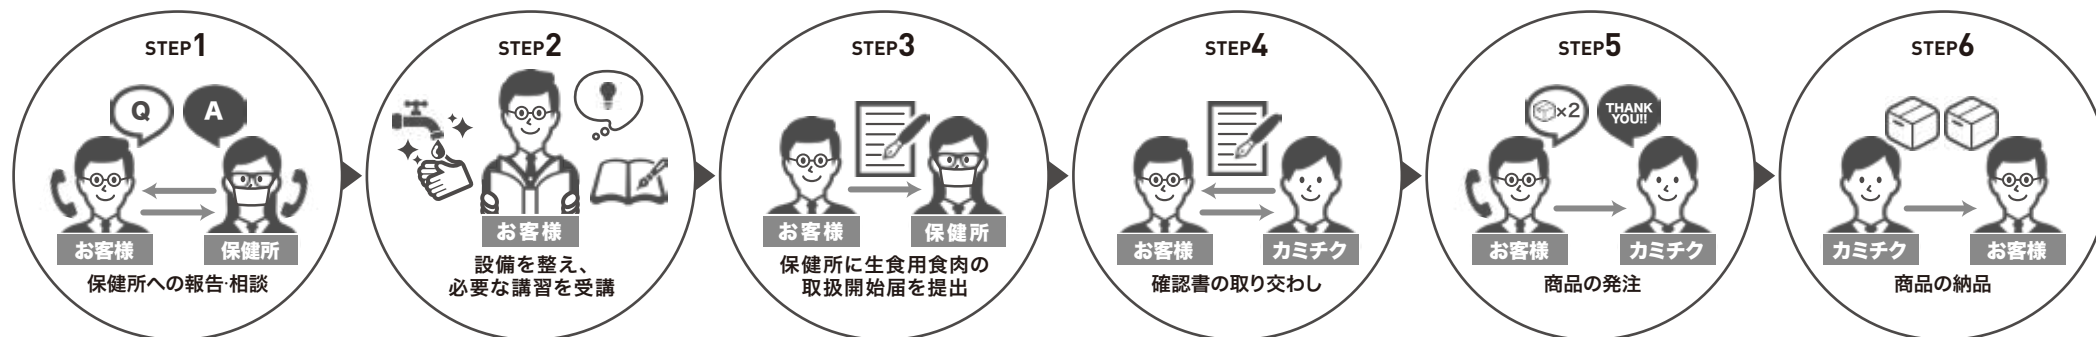 STEP1
Q
A
お客様
保健所
保健所への報告・相談
STEP2
お客様
設備を整え、
必要な講習を受講
STEP3
お客様
保健所
保健所に生食用食肉の
取扱開始届を提出
STEP4
お客様
カミチク
確認書の取り交わし
STEP5
×2
THANK
YOU!!
お客様
カミチク
商品の発注
STEP6
カミチク
お客様
商品の納品